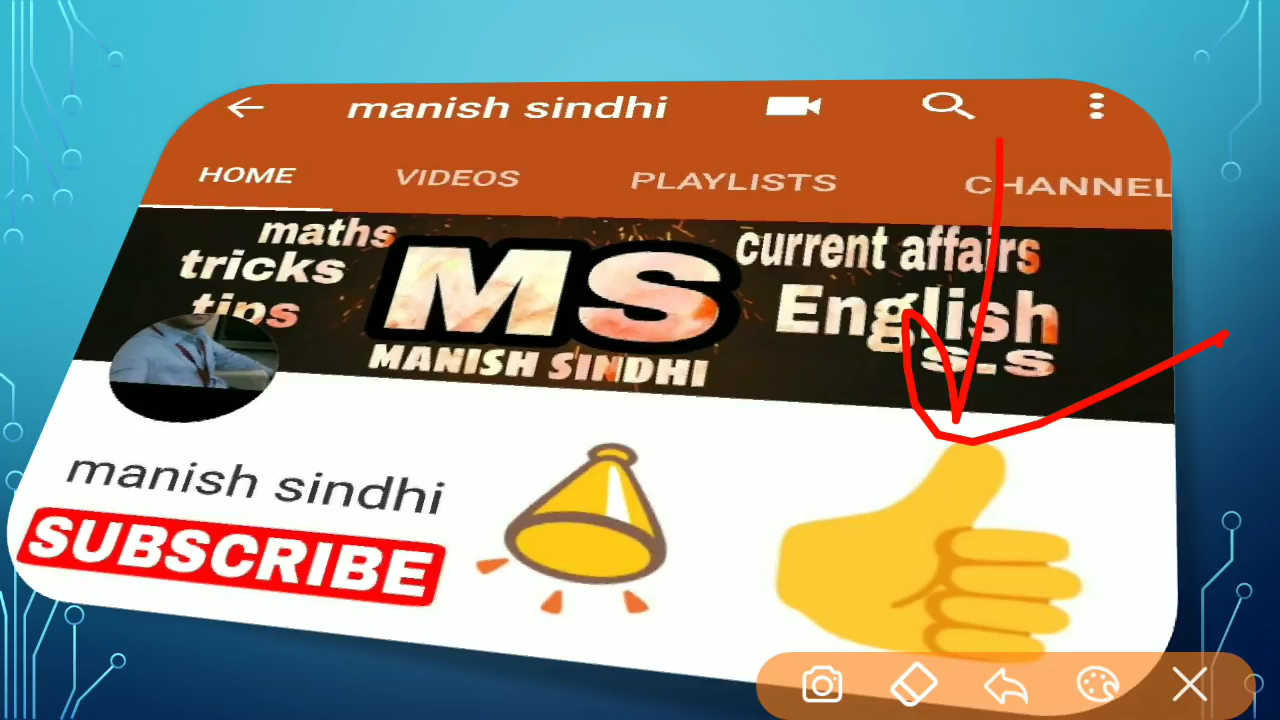 manish sindhi
HOME VIDEOS PLAYLISTS CHANNEL
maths
tricks
tips
MS
MANISH SINDHI
current affairs
English
s.s
manish sindhi
SUBSCRIBE